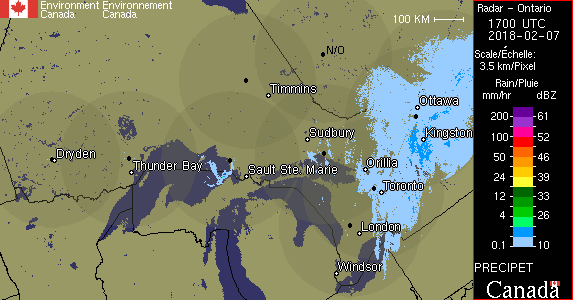 Environment Environnement
Canada Canada
100 KM
N/O
Timmins
Ottawa
Sudbury
Kingston
Dryden
Thunder Bay
Sault Ste. Marie
Orillia
Toronto
London
Windsor
Radar - Ontario
1700 UTC
2018-02-07
Scale/Échelle:
3.5 km/Pixel
Rain/Pluie
mm/hr dBZ
200 61
100 52
50 46
24 39
12 33
4 26
0.1 10
PRECIPET
Canada